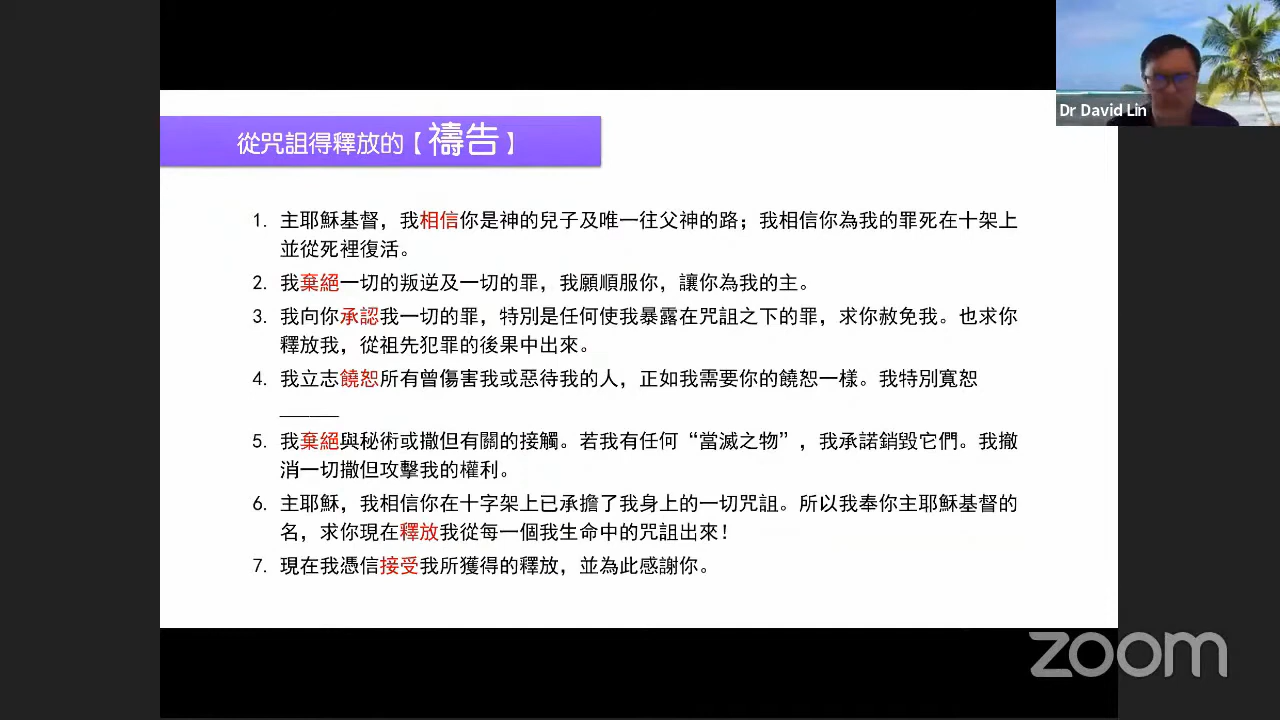 Dr David Lin
從咒詛得釋放的【禱告】
1. 主耶穌基督，我相信你是神的兒子及唯一往父神的路；我相信你為我的罪死在十架上
並從死裡復活。
2. 我棄絕一切的叛逆及一切的罪，我願順服你，讓你為我的主。
3. 我向你承認我一切的罪，特別是任何使我暴露在咒詛之下的罪，求你赦免我。也求你
釋放我，從祖先犯罪的後果中出來。
4. 我立志饒恕所有曾傷害我或惡待我的人，正如我需要你的饒恕一樣。我特別寬恕
______
5. 我棄絕與秘術或撒但有關的接觸。若我有任何“當滅之物”，我承諾銷毀它們。我撤
消一切撒但攻擊我的權利。
6. 主耶穌，我相信你在十字架上已承擔了我身上的一切咒詛。所以我奉你主耶穌基督的
名，求你現在釋放我從每一個我生命中的咒詛出來！
7. 現在我憑信接受我所獲得的釋放，並為此感謝你。
zoom